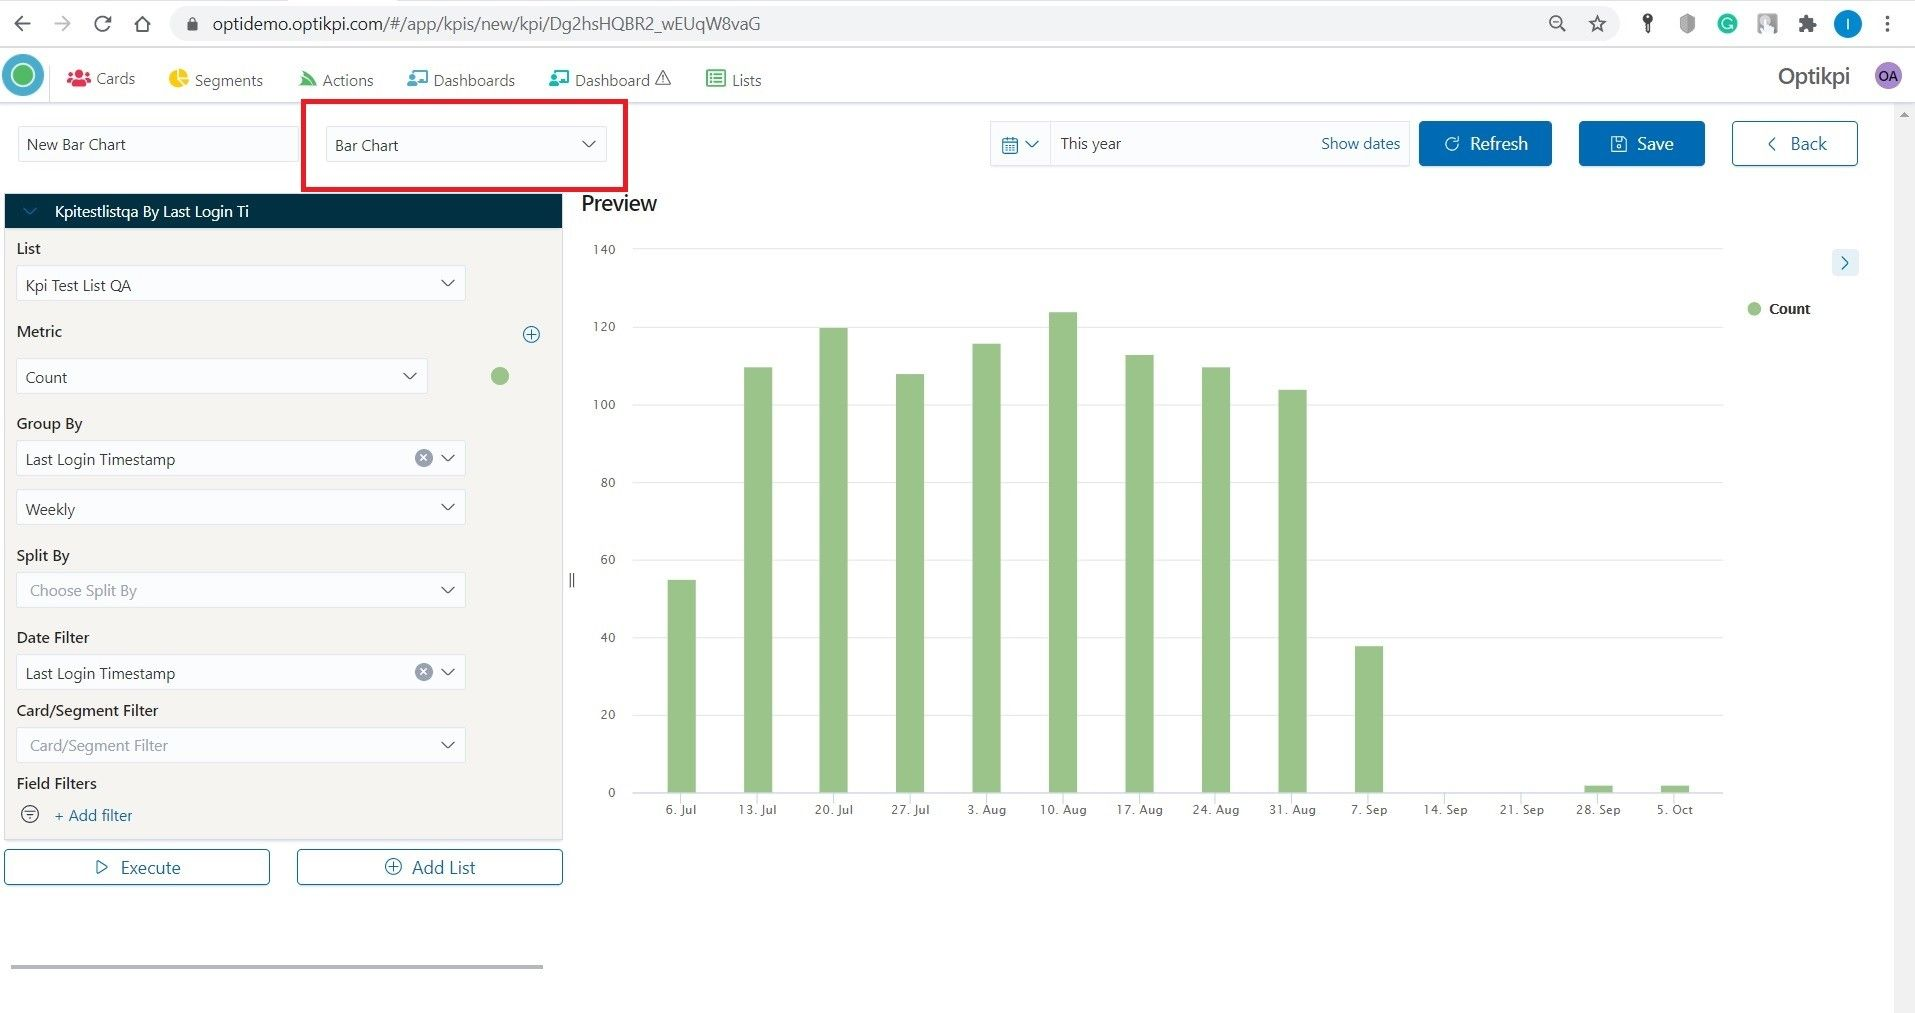 optidemo.optikpi.com/#/app/kpis/new/kpi/Dg2hsHQBR2_wEUqW8vaG
I
Cards Segments Actions Dashboards Dashboard Lists
Optikpi OA
New Bar Chart
Bar Chart
This year Show dates
Refresh
Save
Back
Kpitestlistqa By Last Login Ti
List
Kpi Test List QA
Metric
Count
Group By
Last Login Timestamp
Weekly
Split By
Choose Split By
Date Filter
Last Login Timestamp
Card/Segment Filter
Card/Segment Filter
Field Filters
+ Add filter
Execute
Add List
Preview
140
120
100
80
60
40
20
0
6. Jul 13. Jul 20. Jul 27. Jul 3. Aug 10. Aug 17. Aug 24. Aug 31. Aug 7. Sep 14. Sep 21. Sep 28. Sep 5. Oct
Count